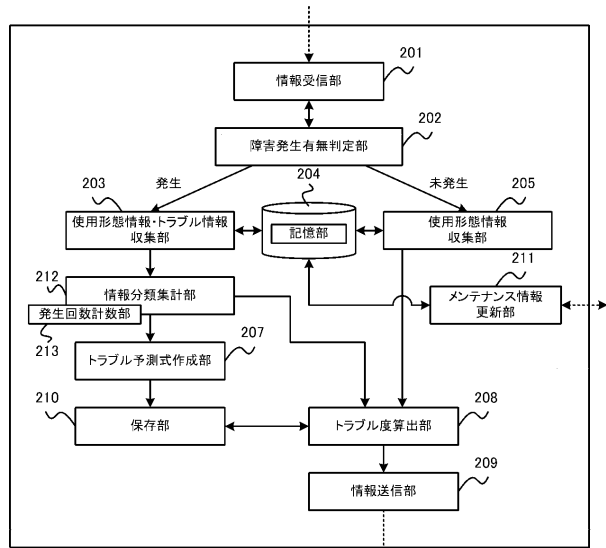 201
情報受信部
202
障害発生有無判定部
203
発生
204
未発生
205
使用形態情報・トラブル情報
収集部
記憶部
使用形態情報
収集部
212
情報分類集計部
211
メンテナンス情報
更新部
発生回数計数部
213
207
トラブル予測式作成部
210
保存部
208
トラブル度算出部
209
情報送信部